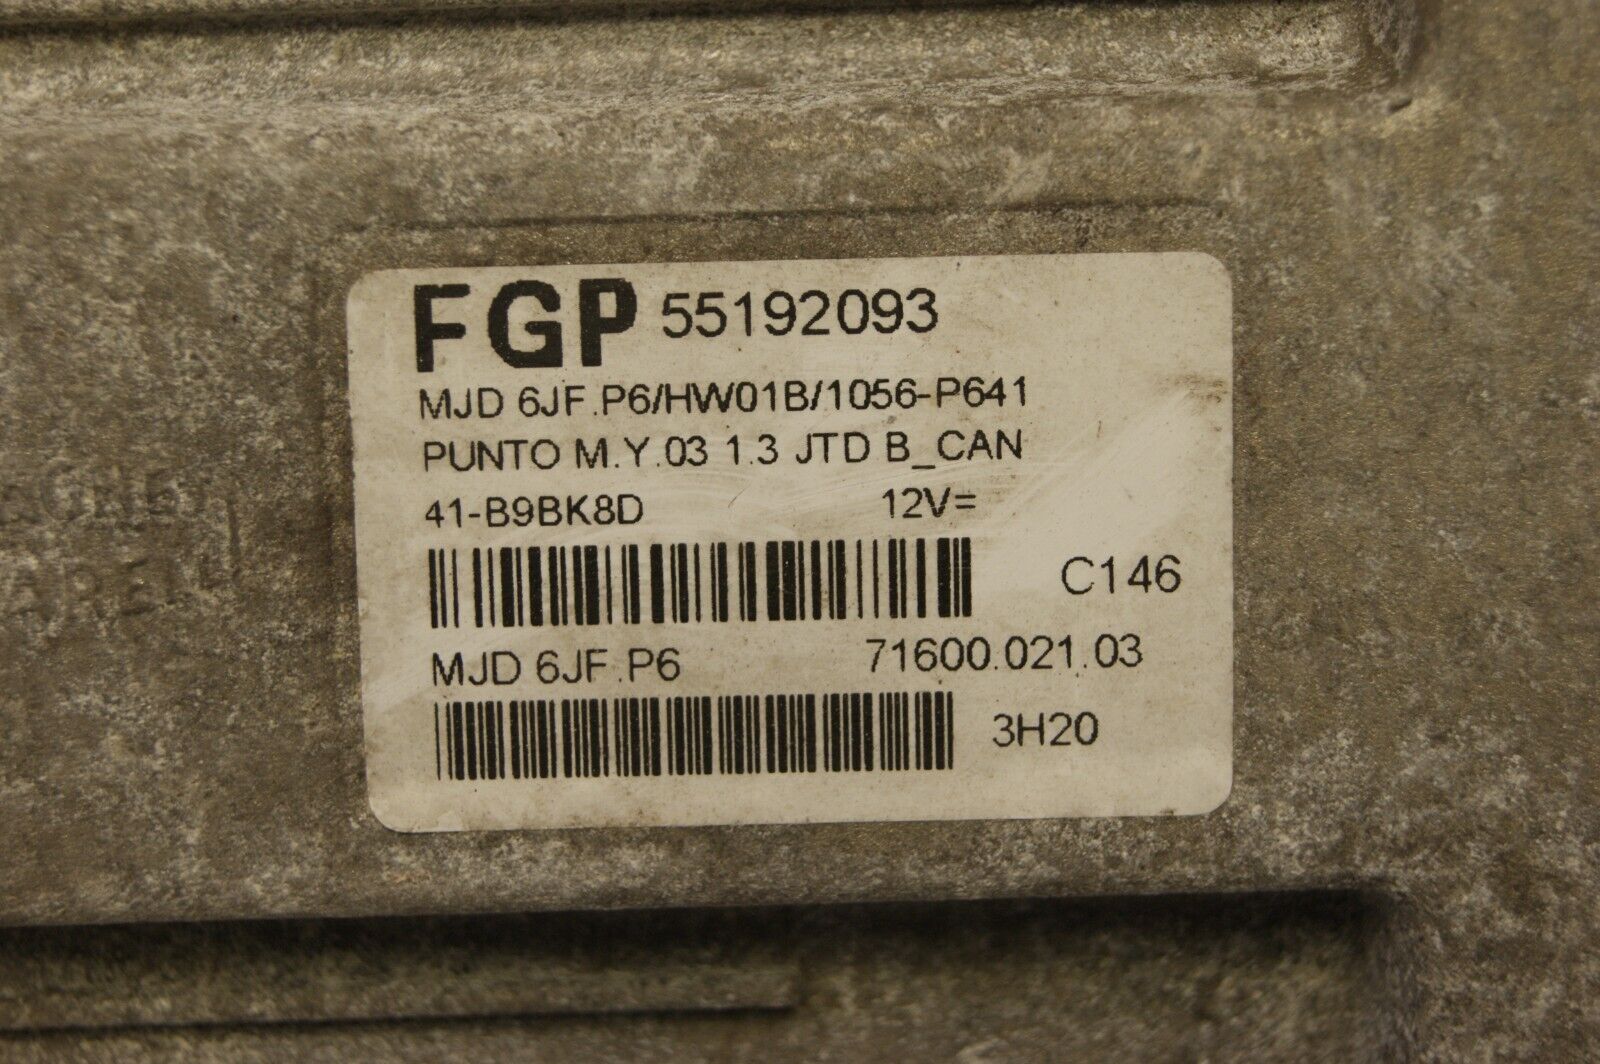 FGP 55192093
MJD 6JF.P6/HW01B/1056-P641
PUNTO M.Y.03 1.3 JTD B_CAN
41-B9BK8D 12V=
C146
MJD 6JF.P6 71600.021.03
3H20